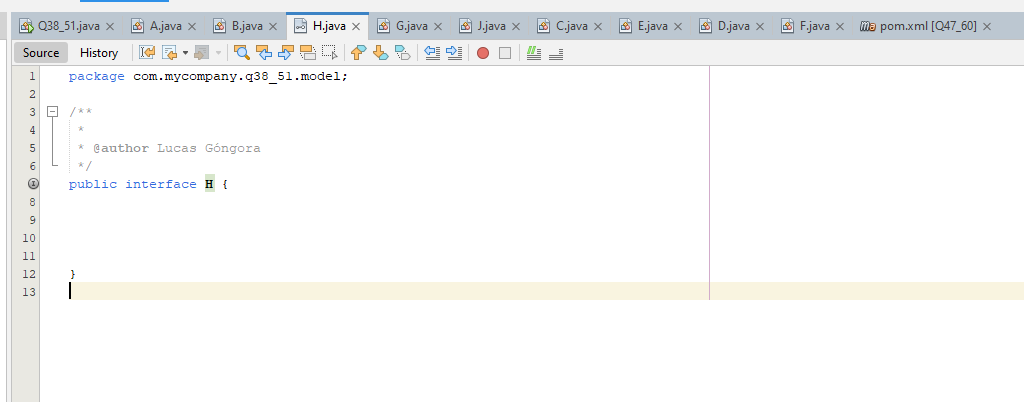 Q38_51.java A.java B.java H.java G.java J.java C.java E.java D.java F.java pom.xml [Q47_60]
Source History
1 package com.mycompany.q38_51.model;
2
3 /**
4 *
5 * @author Lucas Góngora
6 */
public interface H {
8
9
10
11
12 }
13